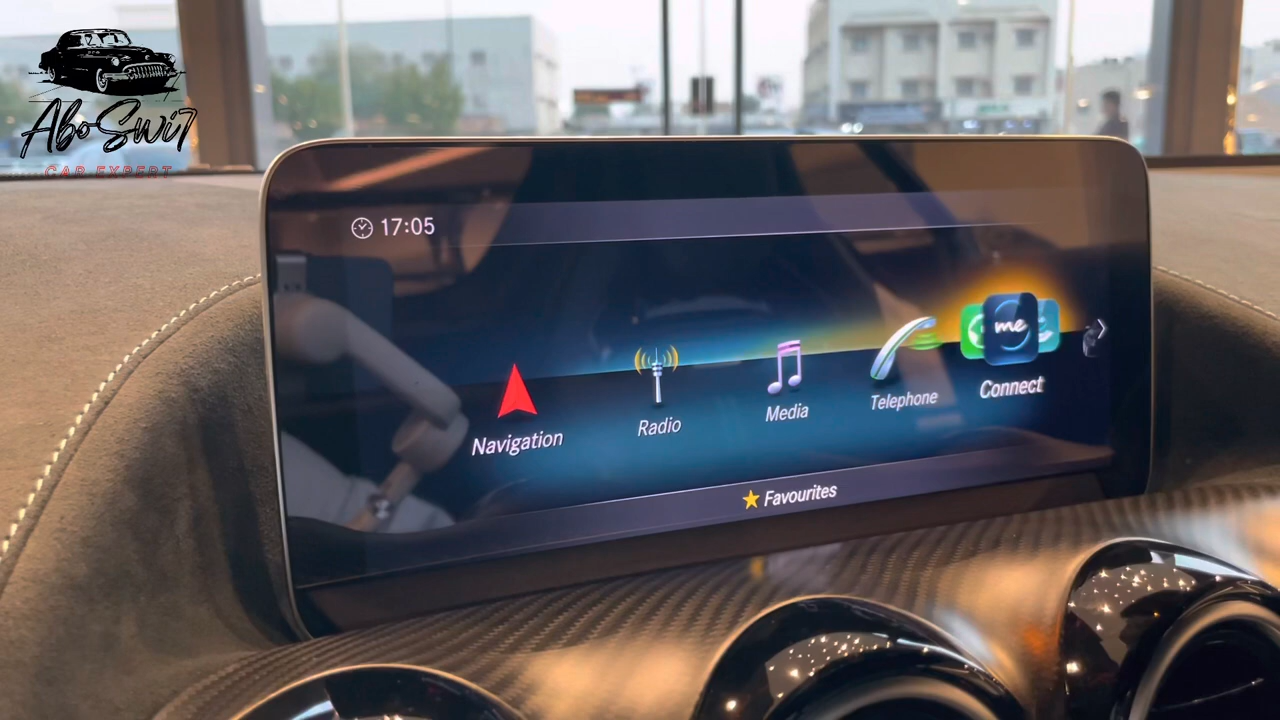 AboSwi7
CAR EXPERT
17:05
Navigation
Radio
Media
Telephone
me
Connect
Favourites